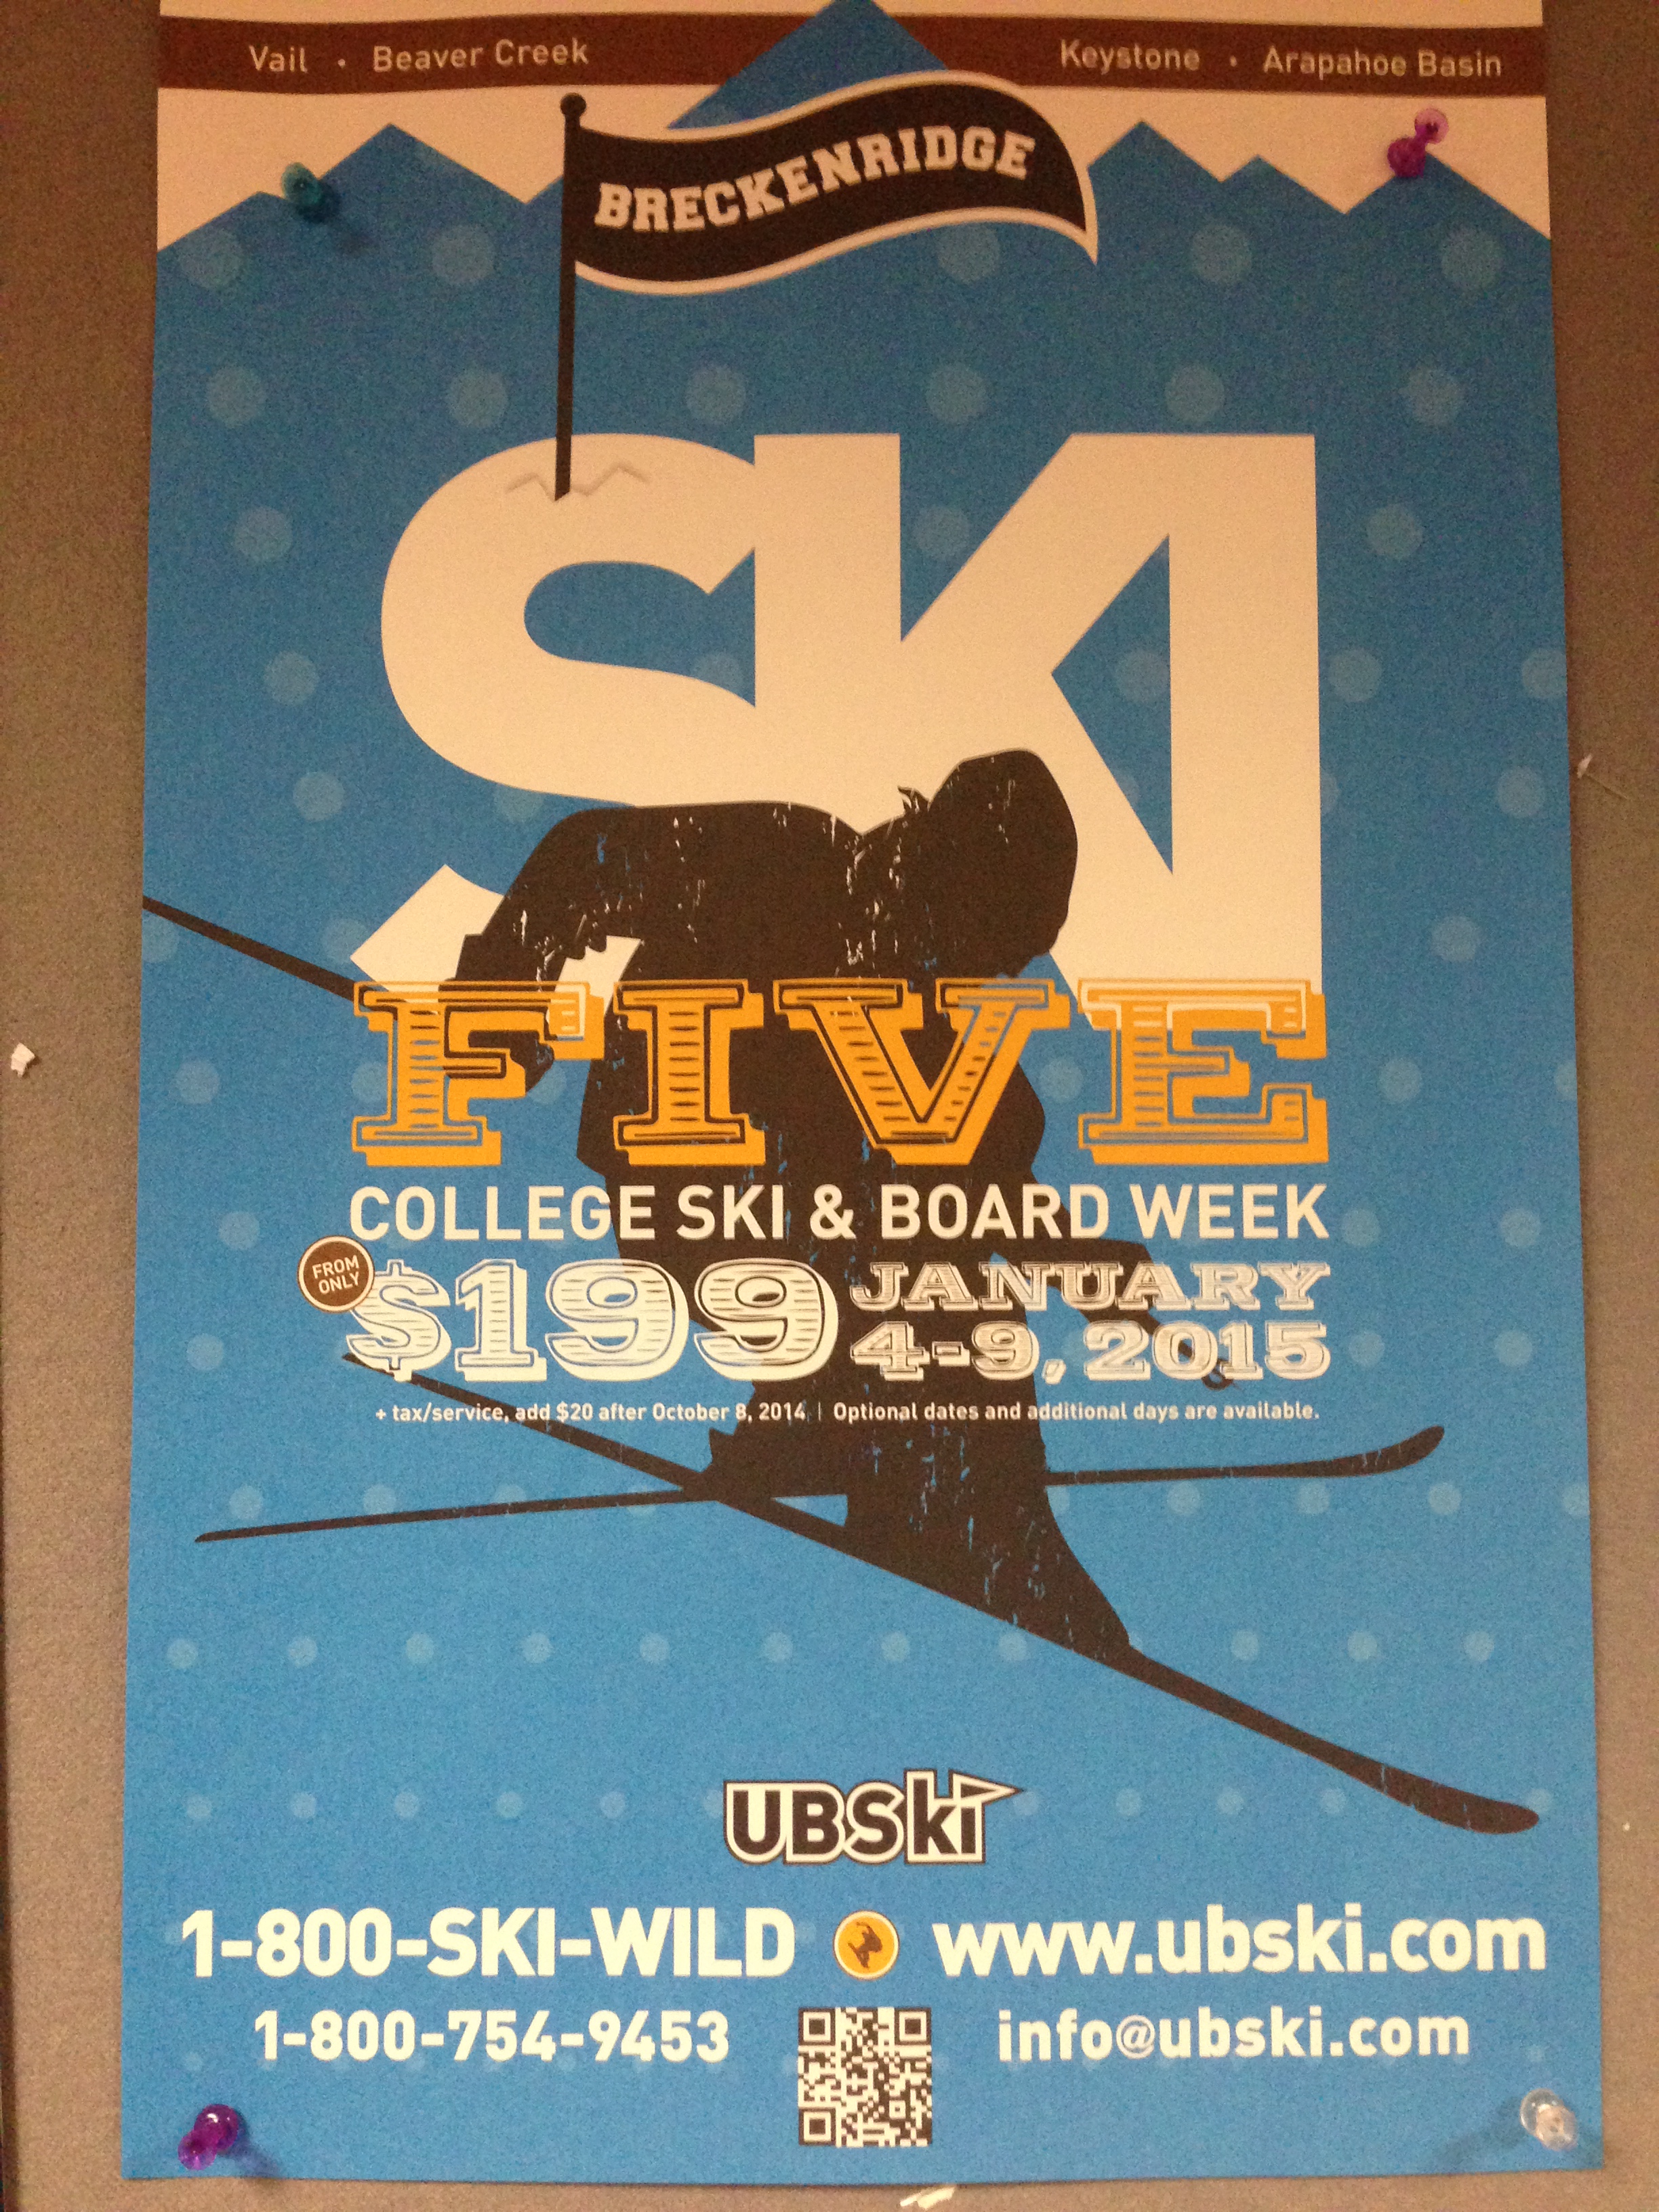 Vail • Beaver Creek
Keystone • Arapahoe Basin
BRECKENRIDGE
SKI
FIVE
COLLEGE SKI & BOARD WEEK
FROM
ONLY
$199
JANUARY
4-9, 2015
+ tax/service, add $20 after October 8, 2014 | Optional dates and additional days are available.
UBSki
1-800-SKI-WILD
www.ubski.com
1-800-754-9453
info@ubski.com